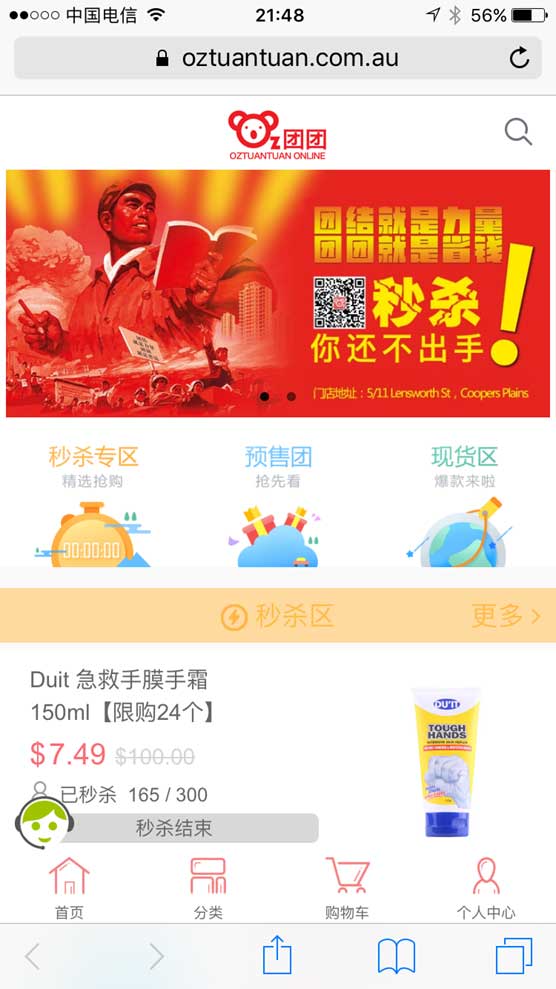 中国电信
21:48
56%
oztuantuan.com.au
Oz团团
OZTUANTUAN ONLINE
团结就是力量
团团就是省钱
秒杀!
你还不出手
门店地址：5/11 Lensworth St，Coopers Plains
秒杀专区
预售团
现货区
精选抢购
抢先看
爆款来啦
00:00:00
秒杀区
更多 >
Duit 急救手膜手霜
150ml【限购24个】
$7.49 $100.00
已秒杀 165 / 300
秒杀结束
DU'IT
TOUGH
HANDS
首页
分类
购物车
个人中心